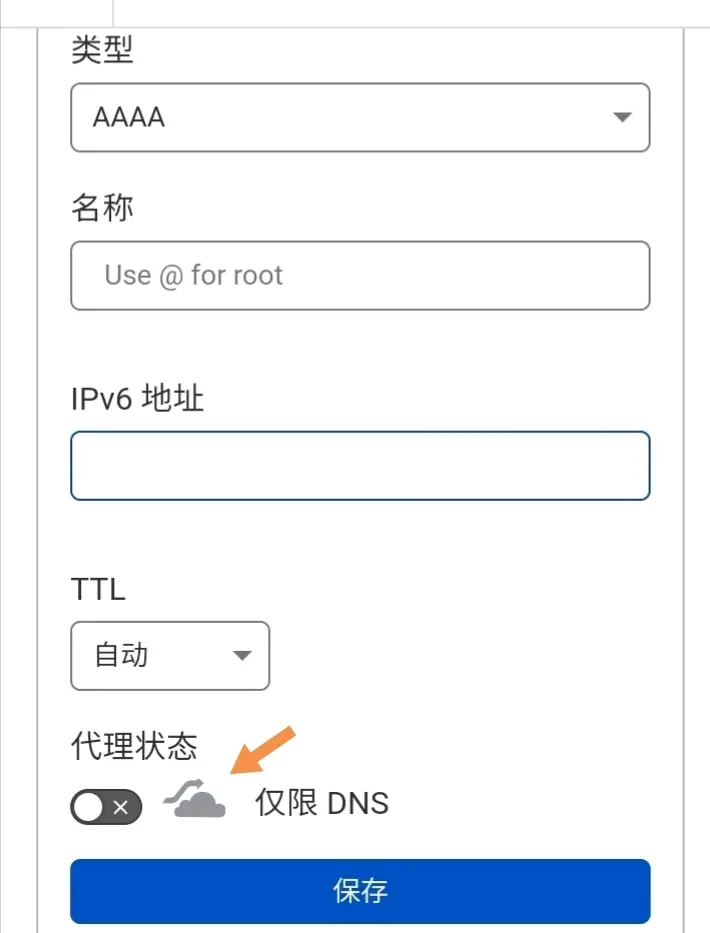 类型
AAAA
名称
Use @ for root
IPv6 地址
TTL
自动
代理状态
仅限 DNS
保存